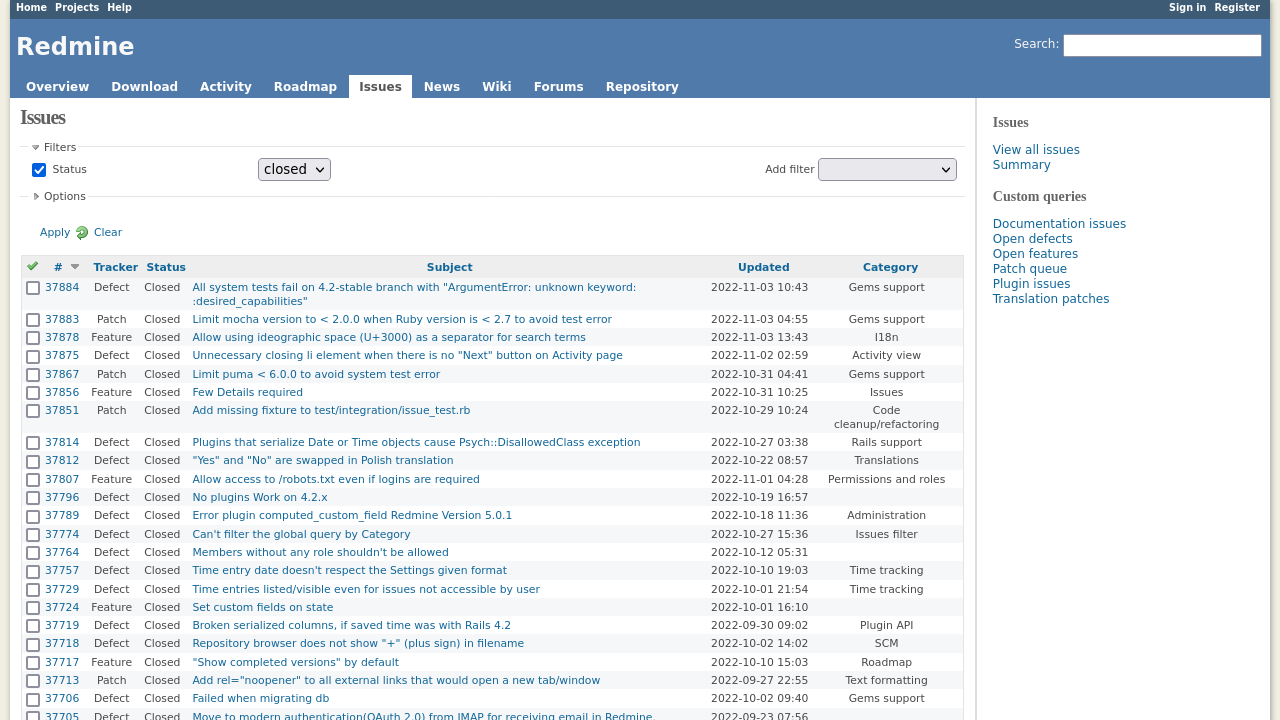 Home Projects Help Sign in Register
Redmine Search:
Overview Download Activity Roadmap Issues News Wiki Forums Repository
Issues
Filters
Status closed Add filter
Options
Apply Clear
# Tracker Status Subject Updated Category
37884 Defect Closed All system tests fail on 4.2-stable branch with "ArgumentError: unknown keyword: 2022-11-03 10:43 Gems support
:desired_capabilities"
37883 Patch Closed Limit mocha version to < 2.0.0 when Ruby version is < 2.7 to avoid test error 2022-11-03 04:55 Gems support
37878 Feature Closed Allow using ideographic space (U+3000) as a separator for search terms 2022-11-03 13:43 I18n
37875 Defect Closed Unnecessary closing li element when there is no "Next" button on Activity page 2022-11-02 02:59 Activity view
37867 Patch Closed Limit puma < 6.0.0 to avoid system test error 2022-10-31 04:41 Gems support
37856 Feature Closed Few Details required 2022-10-31 10:25 Issues
37851 Patch Closed Add missing fixture to test/integration/issue_test.rb 2022-10-29 10:24 Code
cleanup/refactoring
37814 Defect Closed Plugins that serialize Date or Time objects cause Psych::DisallowedClass exception 2022-10-27 03:38 Rails support
37812 Defect Closed "Yes" and "No" are swapped in Polish translation 2022-10-22 08:57 Translations
37807 Feature Closed Allow access to /robots.txt even if logins are required 2022-11-01 04:28 Permissions and roles
37796 Defect Closed No plugins Work on 4.2.x 2022-10-19 16:57
37789 Defect Closed Error plugin computed_custom_field Redmine Version 5.0.1 2022-10-18 11:36 Administration
37774 Defect Closed Can't filter the global query by Category 2022-10-27 15:36 Issues filter
37764 Defect Closed Members without any role shouldn't be allowed 2022-10-12 05:31
37757 Defect Closed Time entry date doesn't respect the Settings given format 2022-10-10 19:03 Time tracking
37729 Defect Closed Time entries listed/visible even for issues not accessible by user 2022-10-01 21:54 Time tracking
37724 Feature Closed Set custom fields on state 2022-10-01 16:10
37719 Defect Closed Broken serialized columns, if saved time was with Rails 4.2 2022-09-30 09:02 Plugin API
37718 Defect Closed Repository browser does not show "+" (plus sign) in filename 2022-10-02 14:02 SCM
37717 Feature Closed "Show completed versions" by default 2022-10-10 15:03 Roadmap
37713 Patch Closed Add rel="noopener" to all external links that would open a new tab/window 2022-09-27 22:55 Text formatting
37706 Defect Closed Failed when migrating db 2022-10-02 09:40 Gems support
37705 Defect Closed Move to modern authentication(OAuth 2.0) from IMAP for receiving email in Redmine. 2022-09-23 07:56
Issues
View all issues
Summary
Custom queries
Documentation issues
Open defects
Open features
Patch queue
Plugin issues
Translation patches